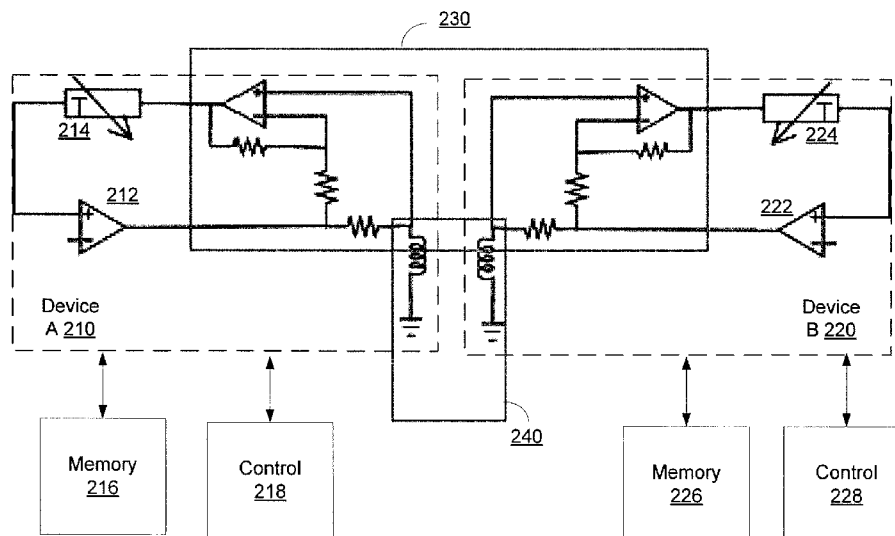 230
T
214
T
224
212
222
Device
A 210
Device
B 220
240
Memory
216
Control
218
Memory
226
Control
228